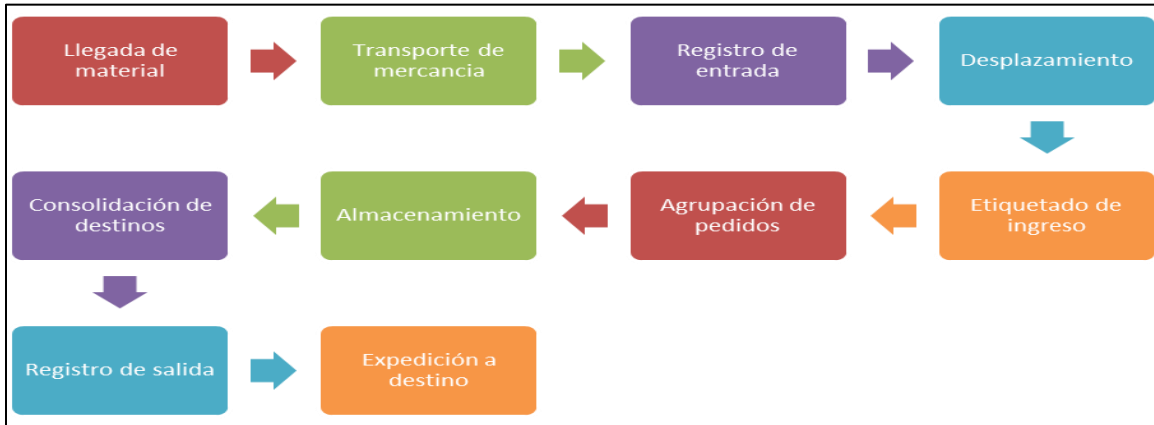 Llegada de
material
Transporte de
mercancia
Registro de
entrada
Desplazamiento
Etiquetado de
ingreso
Agrupación de
pedidos
Almacenamiento
Consolidación de
destinos
Registro de salida
Expedición a
destino